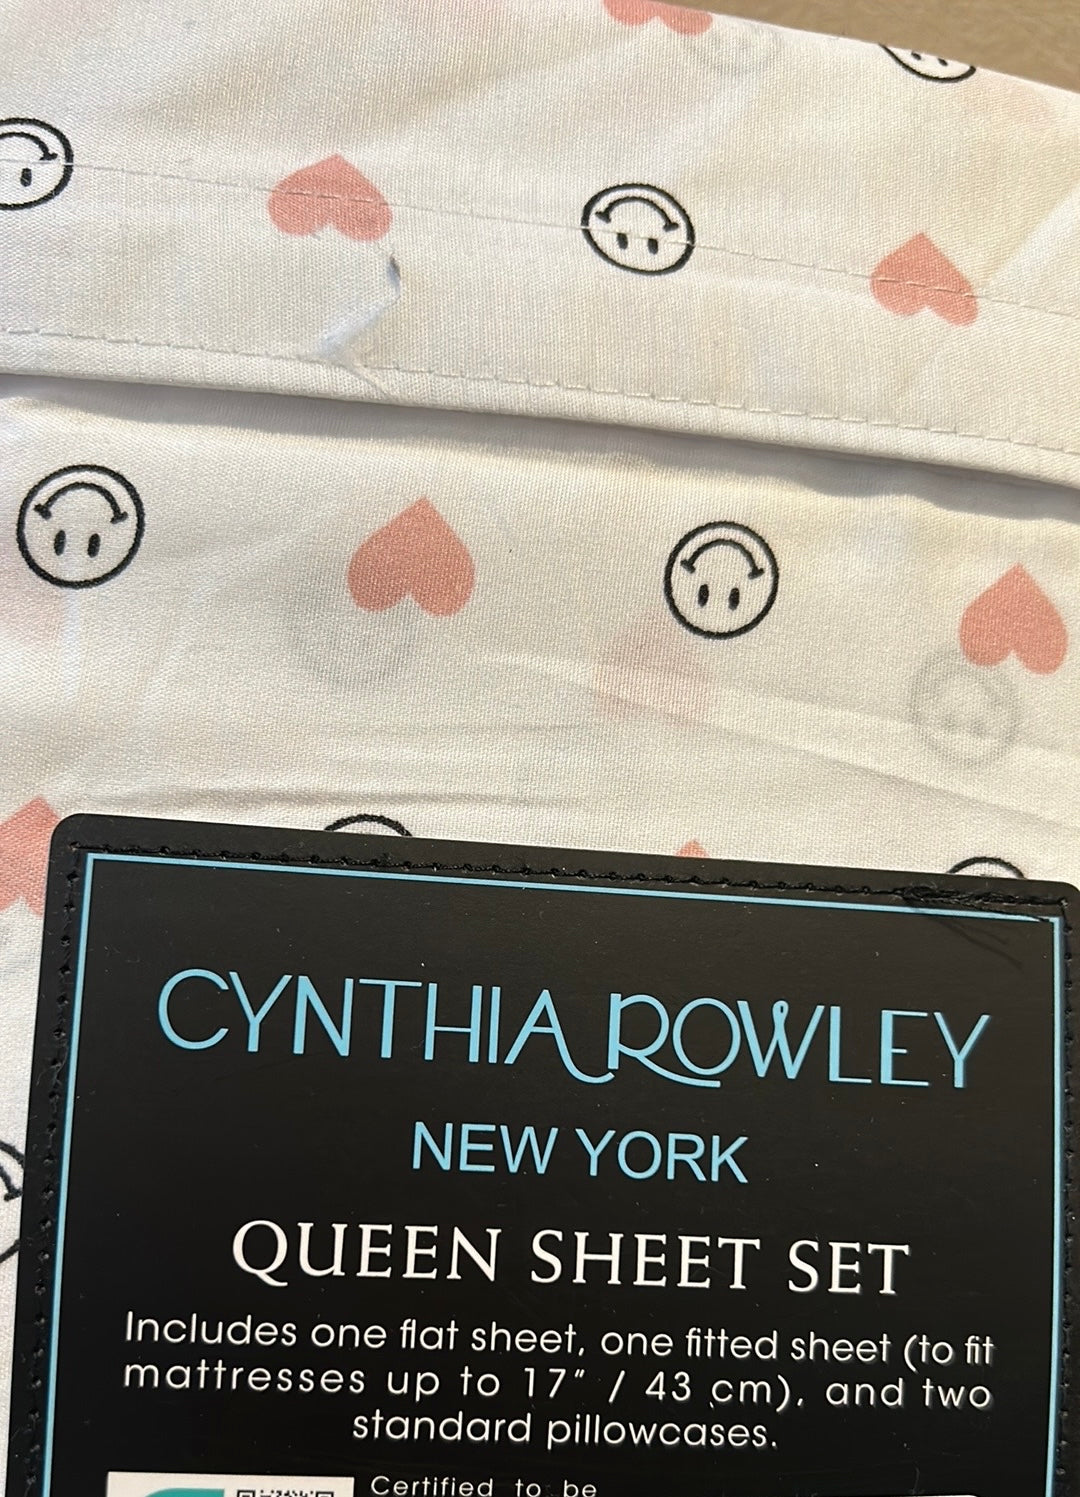 CYNTHIA ROWLEY
NEW YORK
QUEEN SHEET SET
Includes one flat sheet, one fitted sheet (to fit
mattresses up to 17" / 43 cm), and two
standard pillowcases.
Certified to be